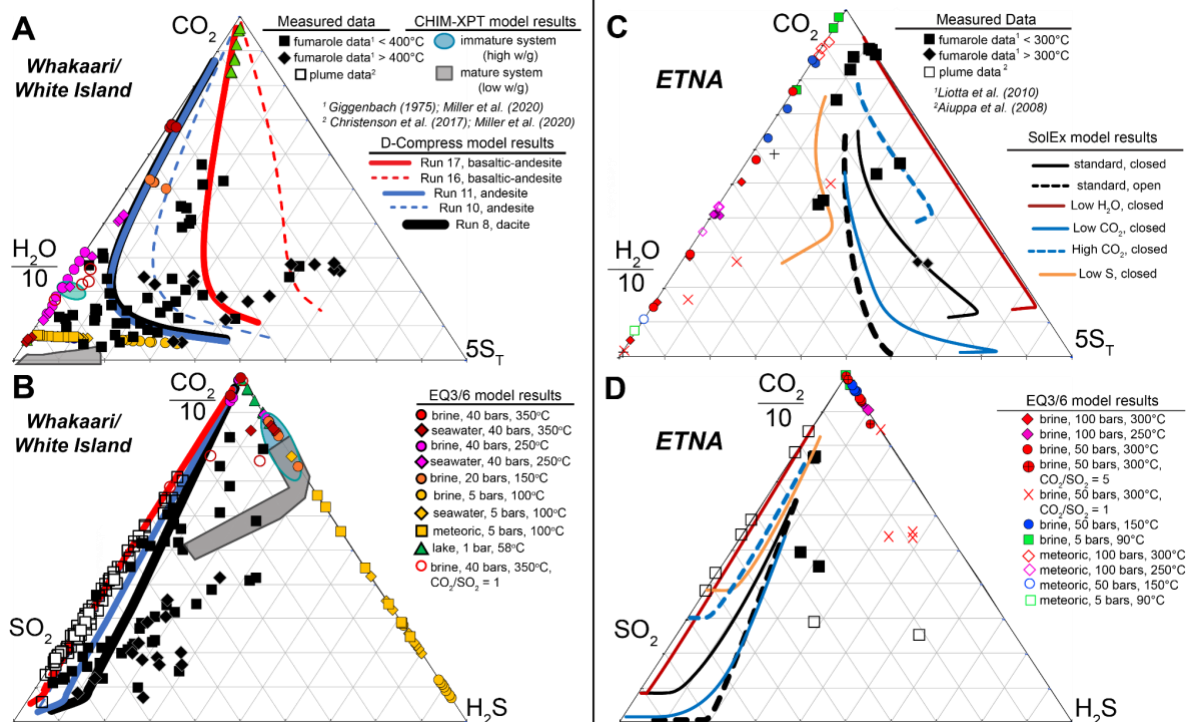 A
Whakaari/
White Island
CO2
H2O
10
5ST
Measured data
fumarole data1 < 400°C
fumarole data1 > 400°C
plume data2
CHIM-XPT model results
immature system
(high w/g)
mature system
(low w/g)
1 Giggenbach (1975); Miller et al. (2020)
2 Christenson et al. (2017); Miller et al. (2020)
D-Compress model results
Run 17, basaltic-andesite
Run 16, basaltic-andesite
Run 11, andesite
Run 10, andesite
Run 8, dacite
B
Whakaari/
White Island
CO2
10
SO2
H2S
EQ3/6 model results
brine, 40 bars, 350°C
seawater, 40 bars, 350°C
brine, 40 bars, 250°C
seawater, 40 bars, 250°C
brine, 20 bars, 150°C
brine, 5 bars, 100°C
seawater, 5 bars, 100°C
meteoric, 5 bars, 100°C
lake, 1 bar, 58°C
brine, 40 bars, 350°C,
CO2/SO2 = 1
C
ETNA
CO2
H2O
10
5ST
Measured Data
fumarole data1 < 300°C
fumarole data1 > 300°C
plume data2
1Liotta et al. (2010)
2Aiuppa et al. (2008)
SolEx model results
standard, closed
standard, open
Low H2O, closed
Low CO2, closed
High CO2, closed
Low S, closed
D
ETNA
CO2
10
SO2
H2S
EQ3/6 model results
brine, 100 bars, 300°C
brine, 100 bars, 250°C
brine, 50 bars, 300°C
brine, 50 bars, 300°C,
CO2/SO2 = 5
brine, 50 bars, 300°C,
CO2/SO2 = 1
brine, 50 bars, 150°C
brine, 5 bars, 90°C
meteoric, 100 bars, 300°C
meteoric, 100 bars, 250°C
meteoric, 50 bars, 150°C
meteoric, 5 bars, 90°C